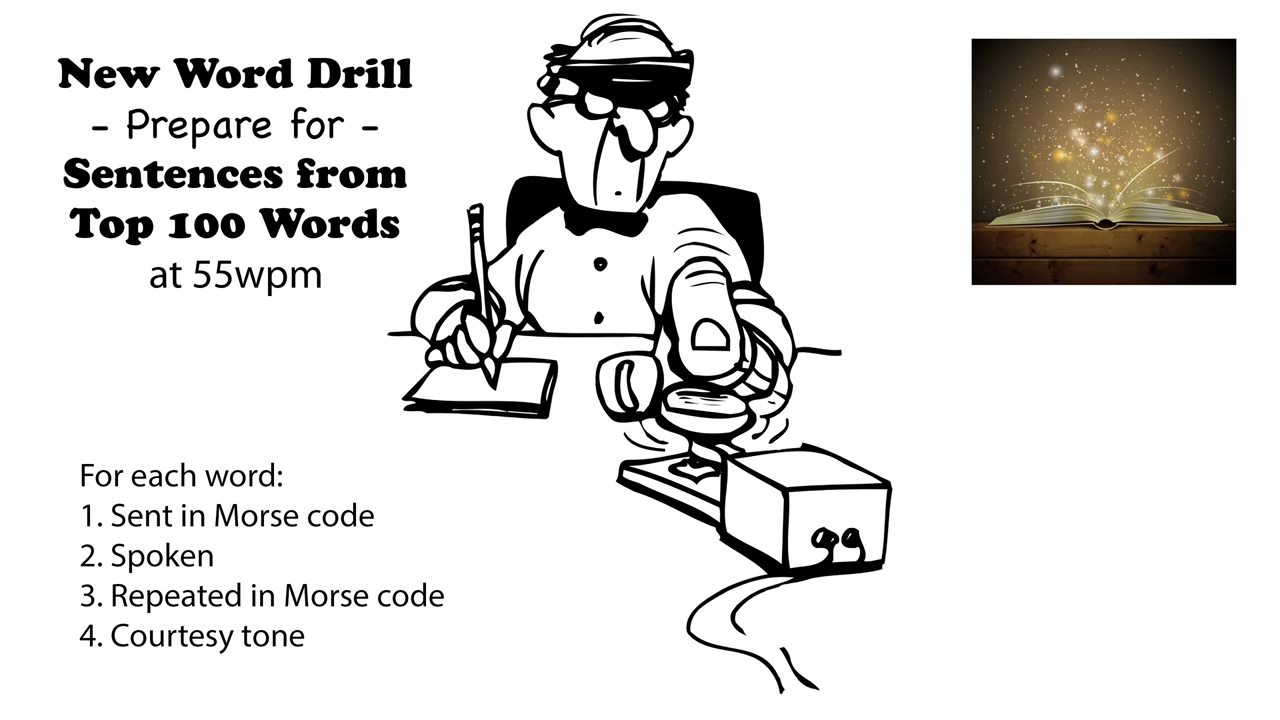 New Word Drill
- Prepare for -
Sentences from
Top 100 Words
at 55wpm
For each word:
1. Sent in Morse code
2. Spoken
3. Repeated in Morse code
4. Courtesy tone